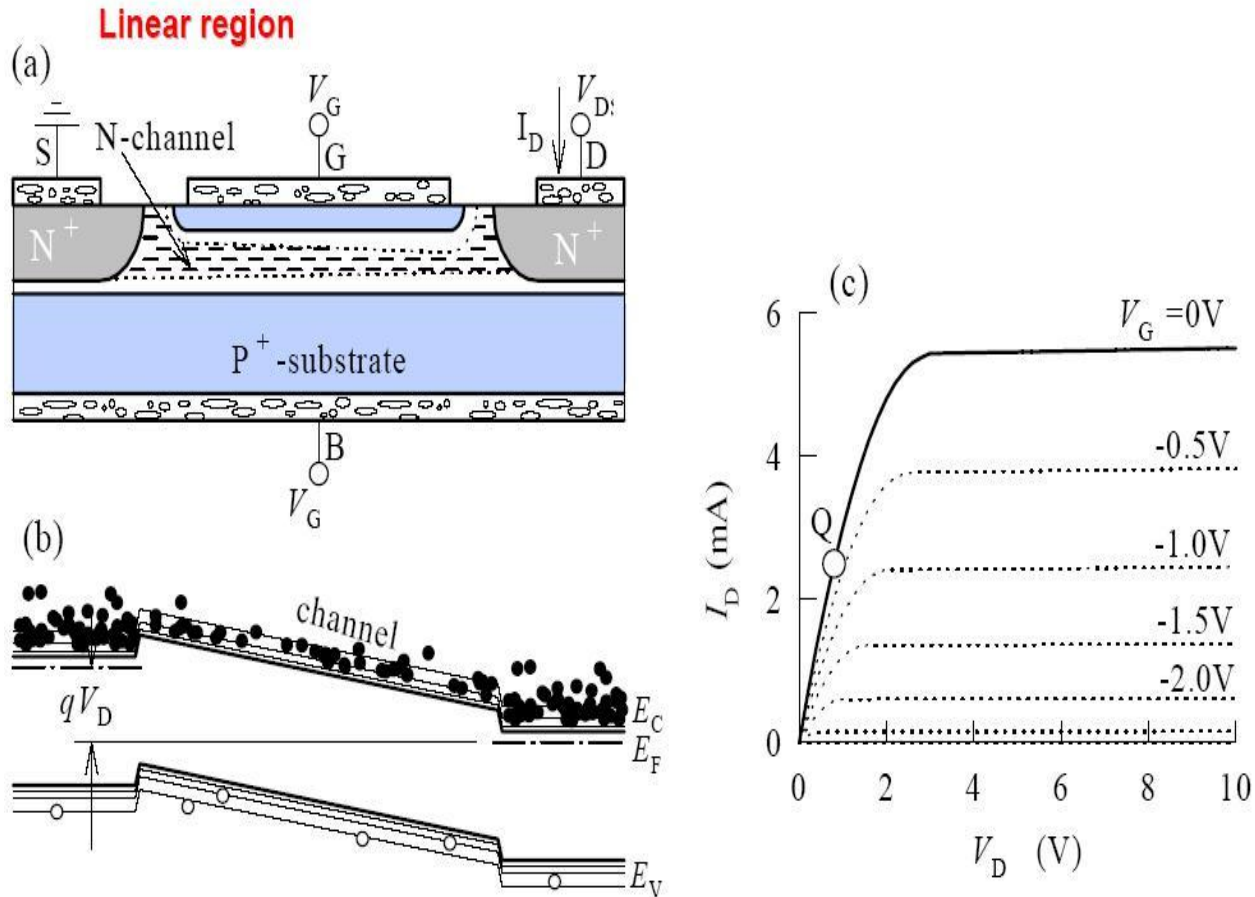 Linear region
(a)
V_G
V_DS
I_D
N-channel
S
G
D
N⁺
N⁺
P⁺-substrate
B
V_G
(b)
channel
qV_D
E_C
E_F
E_V
(c)
6
V_G =0V
-0.5V
4
Q
-1.0V
2
-1.5V
-2.0V
0
I_D (mA)
0 2 4 6 8 10
V_D (V)